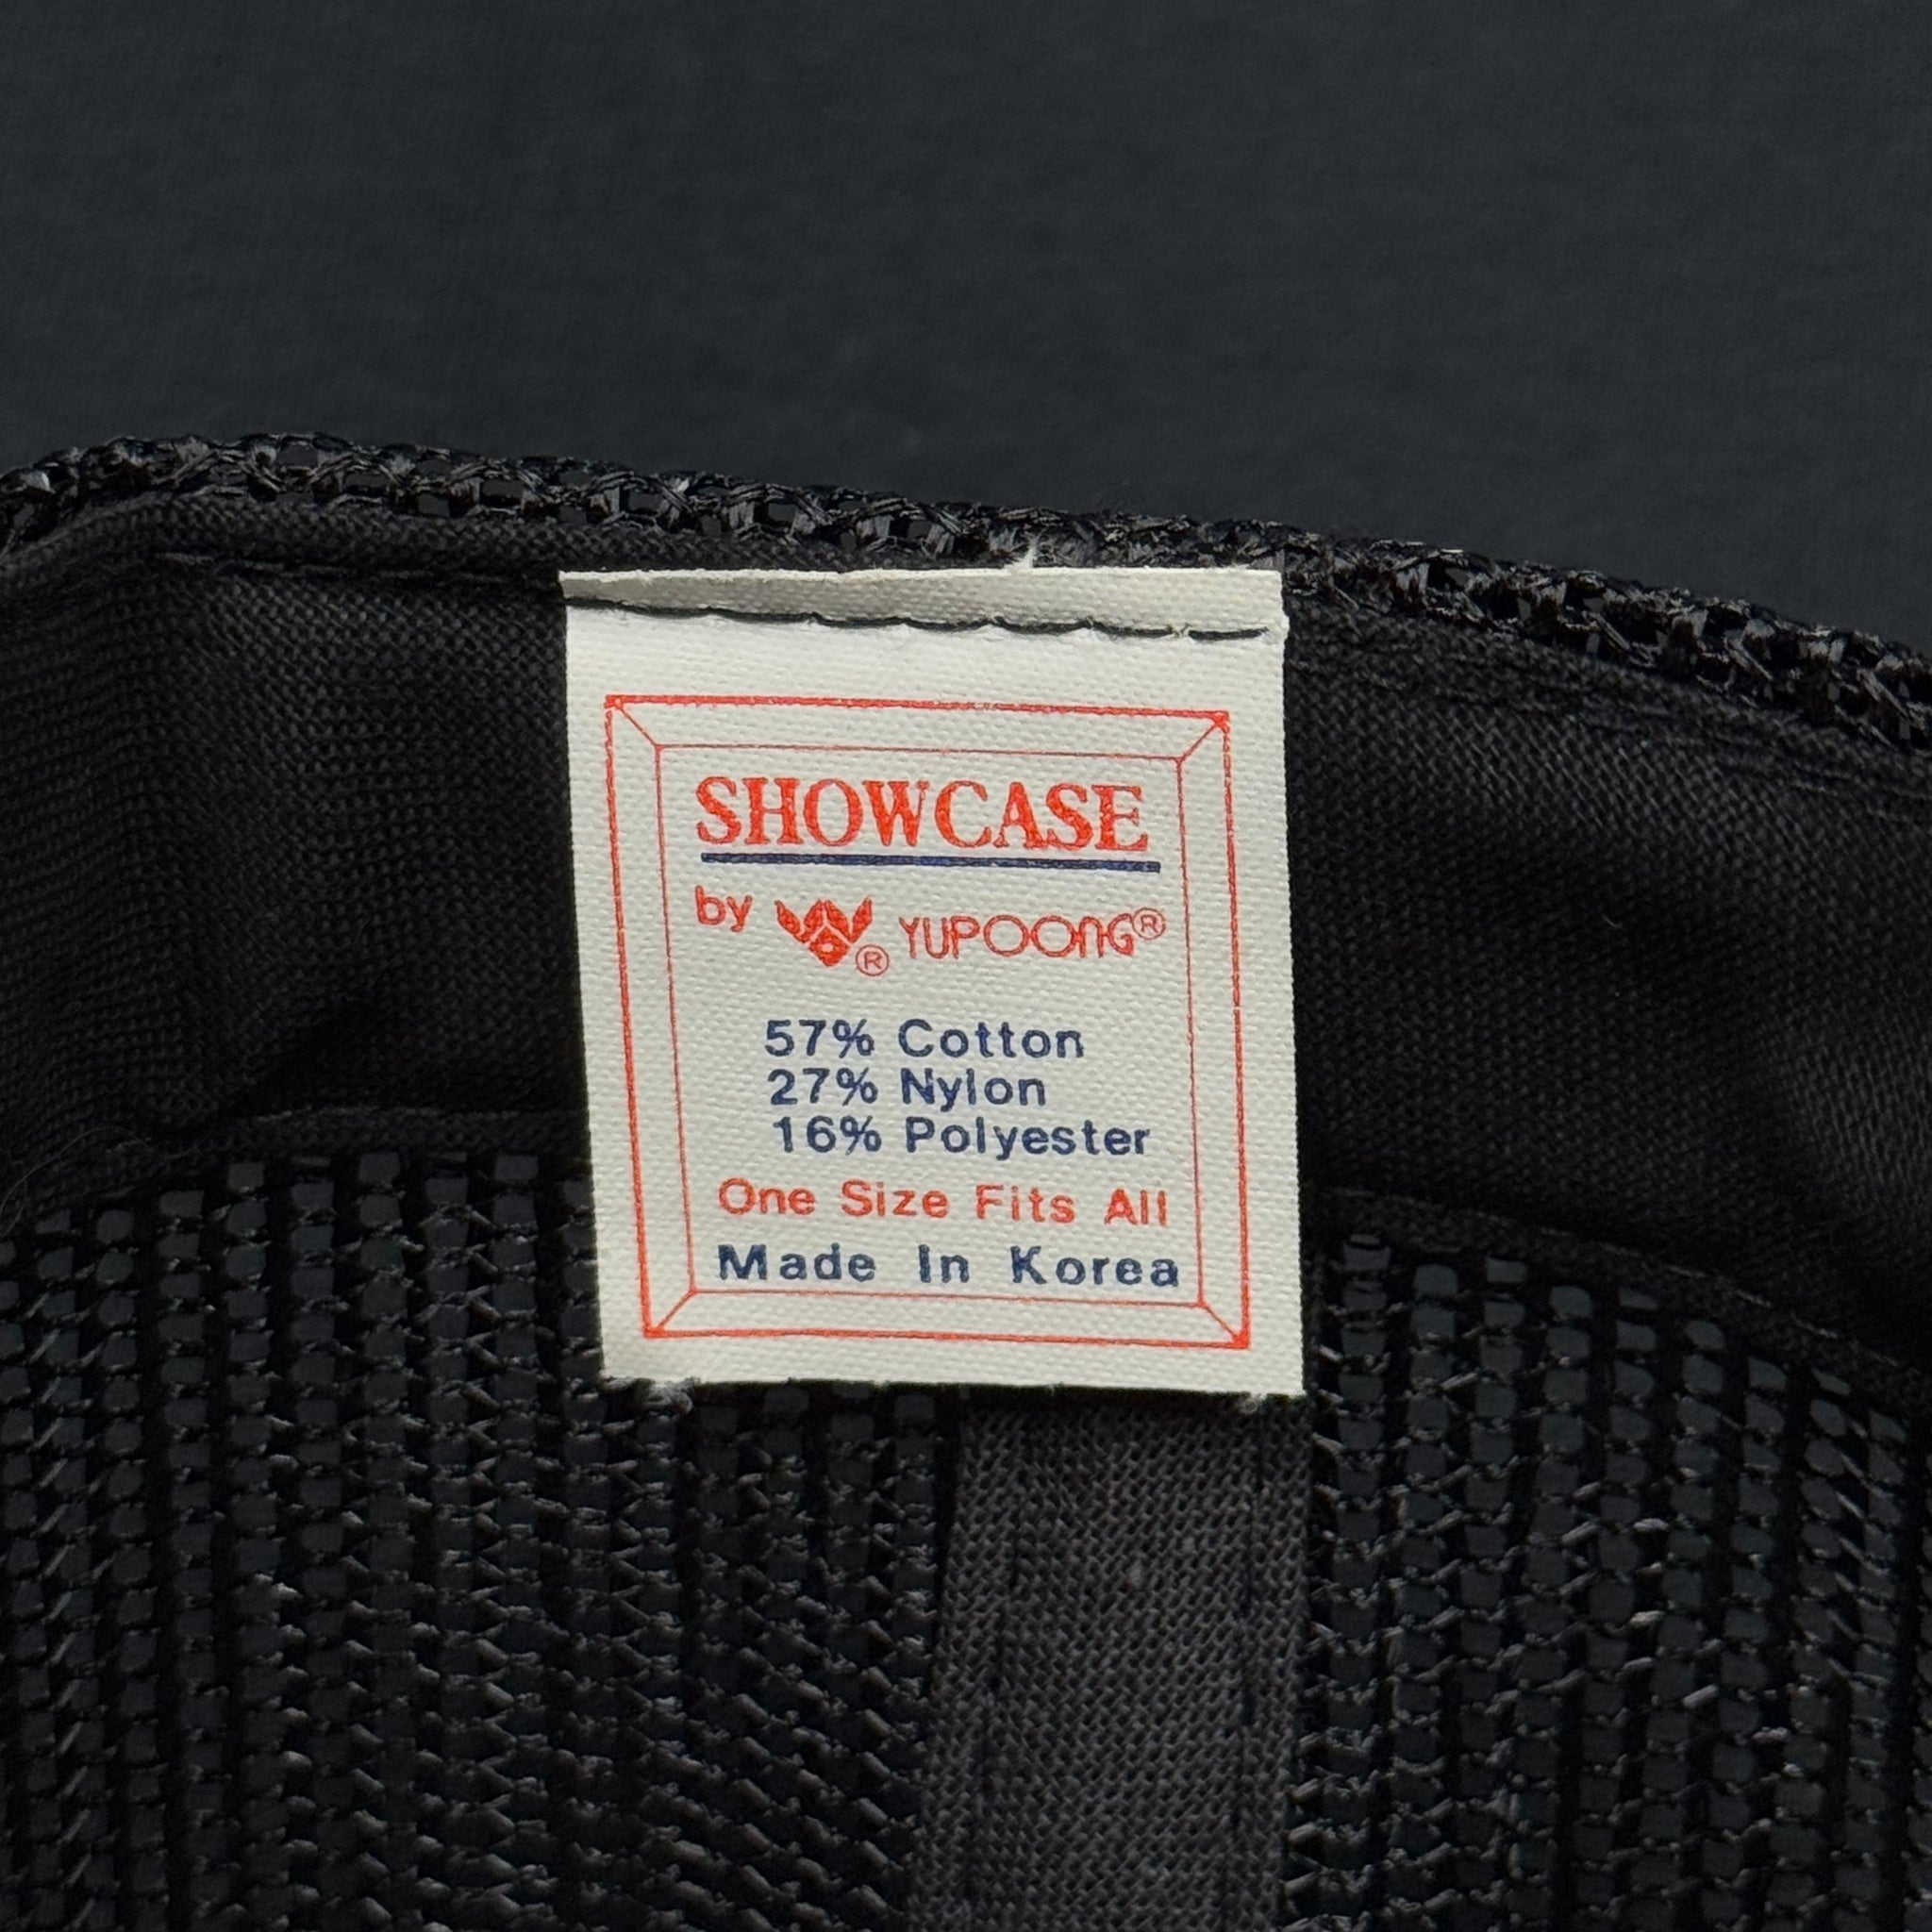 SHOWCASE
by ® YUPOONG®
57% Cotton
27% Nylon
16% Polyester
One Size Fits All
Made In Korea